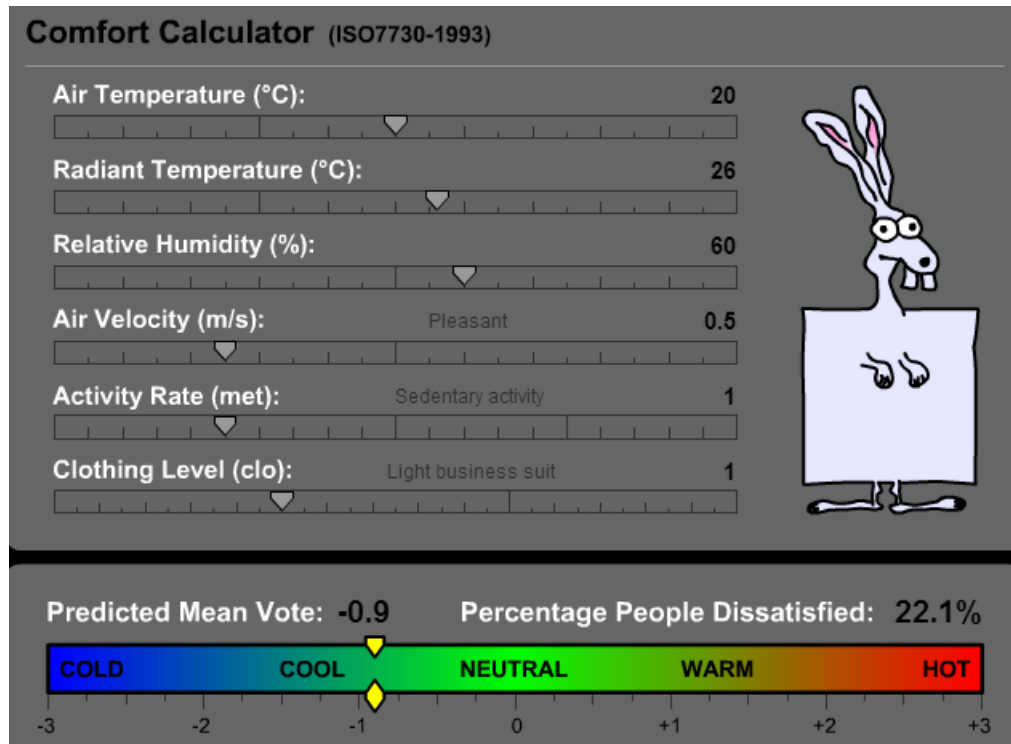 Comfort Calculator (ISO7730-1993)
Air Temperature (°C): 20
Radiant Temperature (°C): 26
Relative Humidity (%): 60
Air Velocity (m/s): Pleasant 0.5
Activity Rate (met): Sedentary activity 1
Clothing Level (clo): Light business suit 1
Predicted Mean Vote: -0.9 Percentage People Dissatisfied: 22.1%
COLD COOL NEUTRAL WARM HOT
-3 -2 -1 0 +1 +2 +3